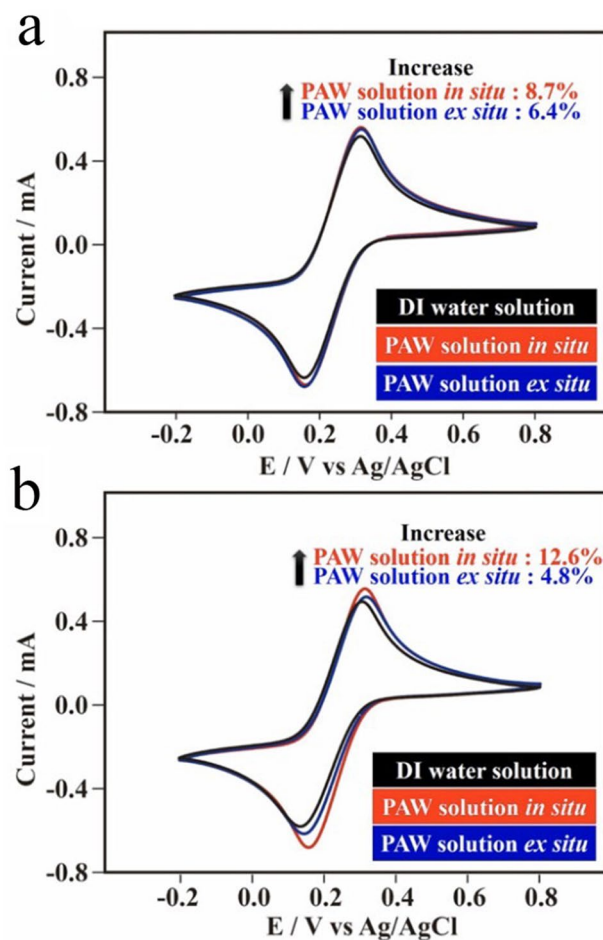 a
Increase
PAW solution in situ : 8.7%
PAW solution ex situ : 6.4%
0.8
0.4
0.0
-0.4
-0.8
Current / mA
DI water solution
PAW solution in situ
PAW solution ex situ
-0.2 0.0 0.2 0.4 0.6 0.8
E / V vs Ag/AgCl
b
Increase
PAW solution in situ : 12.6%
PAW solution ex situ : 4.8%
0.8
0.4
0.0
-0.4
-0.8
Current / mA
DI water solution
PAW solution in situ
PAW solution ex situ
-0.2 0.0 0.2 0.4 0.6 0.8
E / V vs Ag/AgCl